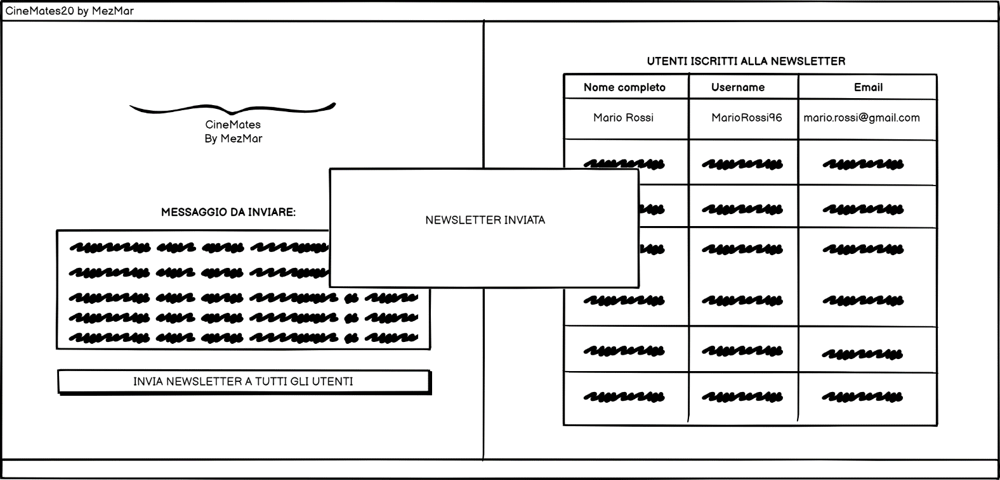 CineMates20 by MezMar
CineMates
By MezMar
MESSAGGIO DA INVIARE:
INVIA NEWSLETTER A TUTTI GLI UTENTI
NEWSLETTER INVIATA
UTENTI ISCRITTI ALLA NEWSLETTER
Nome completo Username Email
Mario Rossi MarioRossi96 mario.rossi@gmail.com